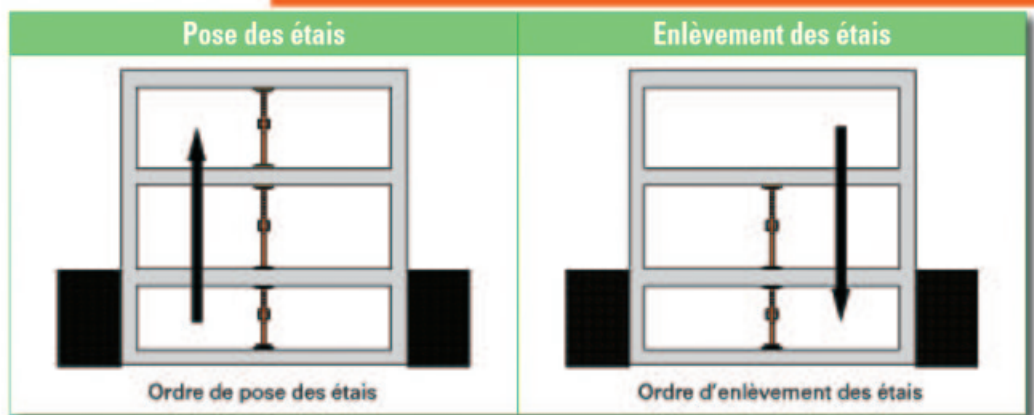 Pose des étais
Enlèvement des étais
Ordre de pose des étais
Ordre d'enlèvement des étais